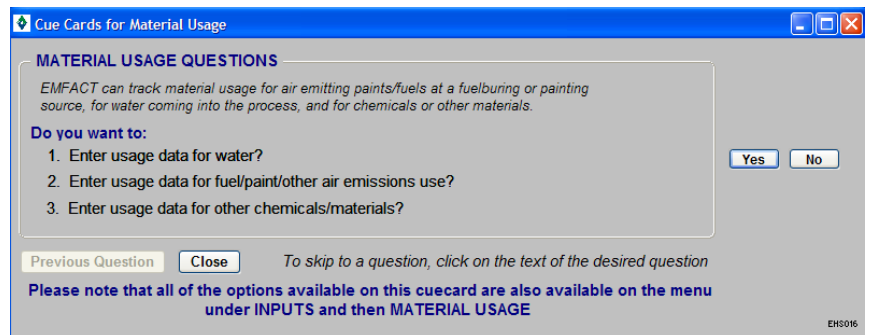 Cue Cards for Material Usage
MATERIAL USAGE QUESTIONS
EMFACT can track material usage for air emitting paints/fuels at a fuelburing or painting
source, for water coming into the process, and for chemicals or other materials.
Do you want to:
1. Enter usage data for water?
2. Enter usage data for fuel/paint/other air emissions use?
3. Enter usage data for other chemicals/materials?
Yes No
Previous Question Close To skip to a question, click on the text of the desired question
Please note that all of the options available on this cuecard are also available on the menu
under INPUTS and then MATERIAL USAGE
EHS016